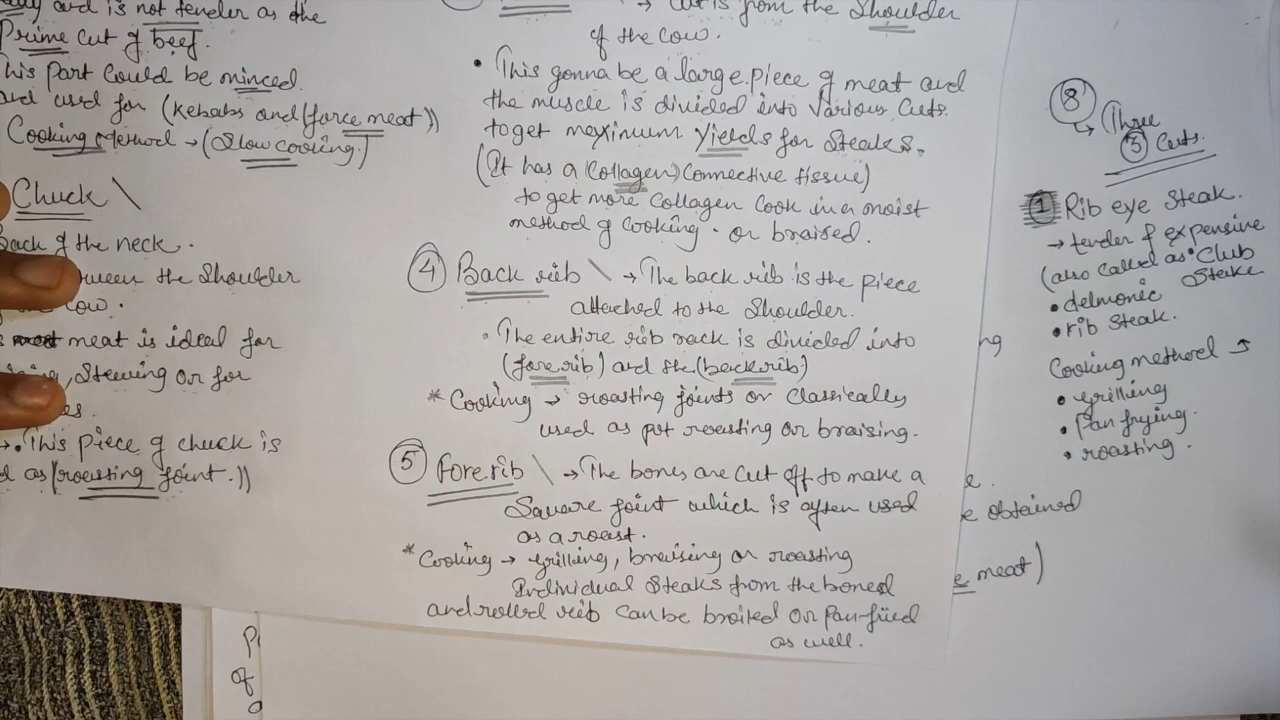 and is not tender as the
Prime Cut of beef.
This Part Could be minced.
and used for (Kebabs and (force meat))
Cooking Method → (Slow cooking.)
Chuck \
Back of the neck.
the Shoulder
Cow.
meat is ideal for
, Stewing or for
→ • This piece of chuck is
as (roasting Joint.))
→ Cut is from the Shoulder
of the Cow.
• This gonna be a large piece of meat and
the muscle is divided into Various Cuts.
to get maximum Yields for Steaks.
(It has a (Collagen) Connective tissue)
to get more Collagen Cook in a moist
method of Cooking. or braised.
④ Back rib \ → The back rib is the piece
attached to the Shoulder.
• The entire rib rack is divided into
(fore rib) and the (back rib)
* Cooking → roasting joints or Classically
used as pot roasting or braising.
⑤ Fore rib \ → The bones are Cut off to make a
Square joint which is often used
as a roast.
* Cooking → grilling, braising or roasting
Individual Steaks from the boned
and rolled rib can be broiled or Pan-fried
as well.
⑧
↳ Three
③ Cuts.
① Rib eye Steak.
→ tender & expensive
(also called as • Club
Steake
• delmonic
• rib Steak.
Cooking method
• grilling
• Pan frying.
• roasting.
ng
e.
e obtained
e meat)
of